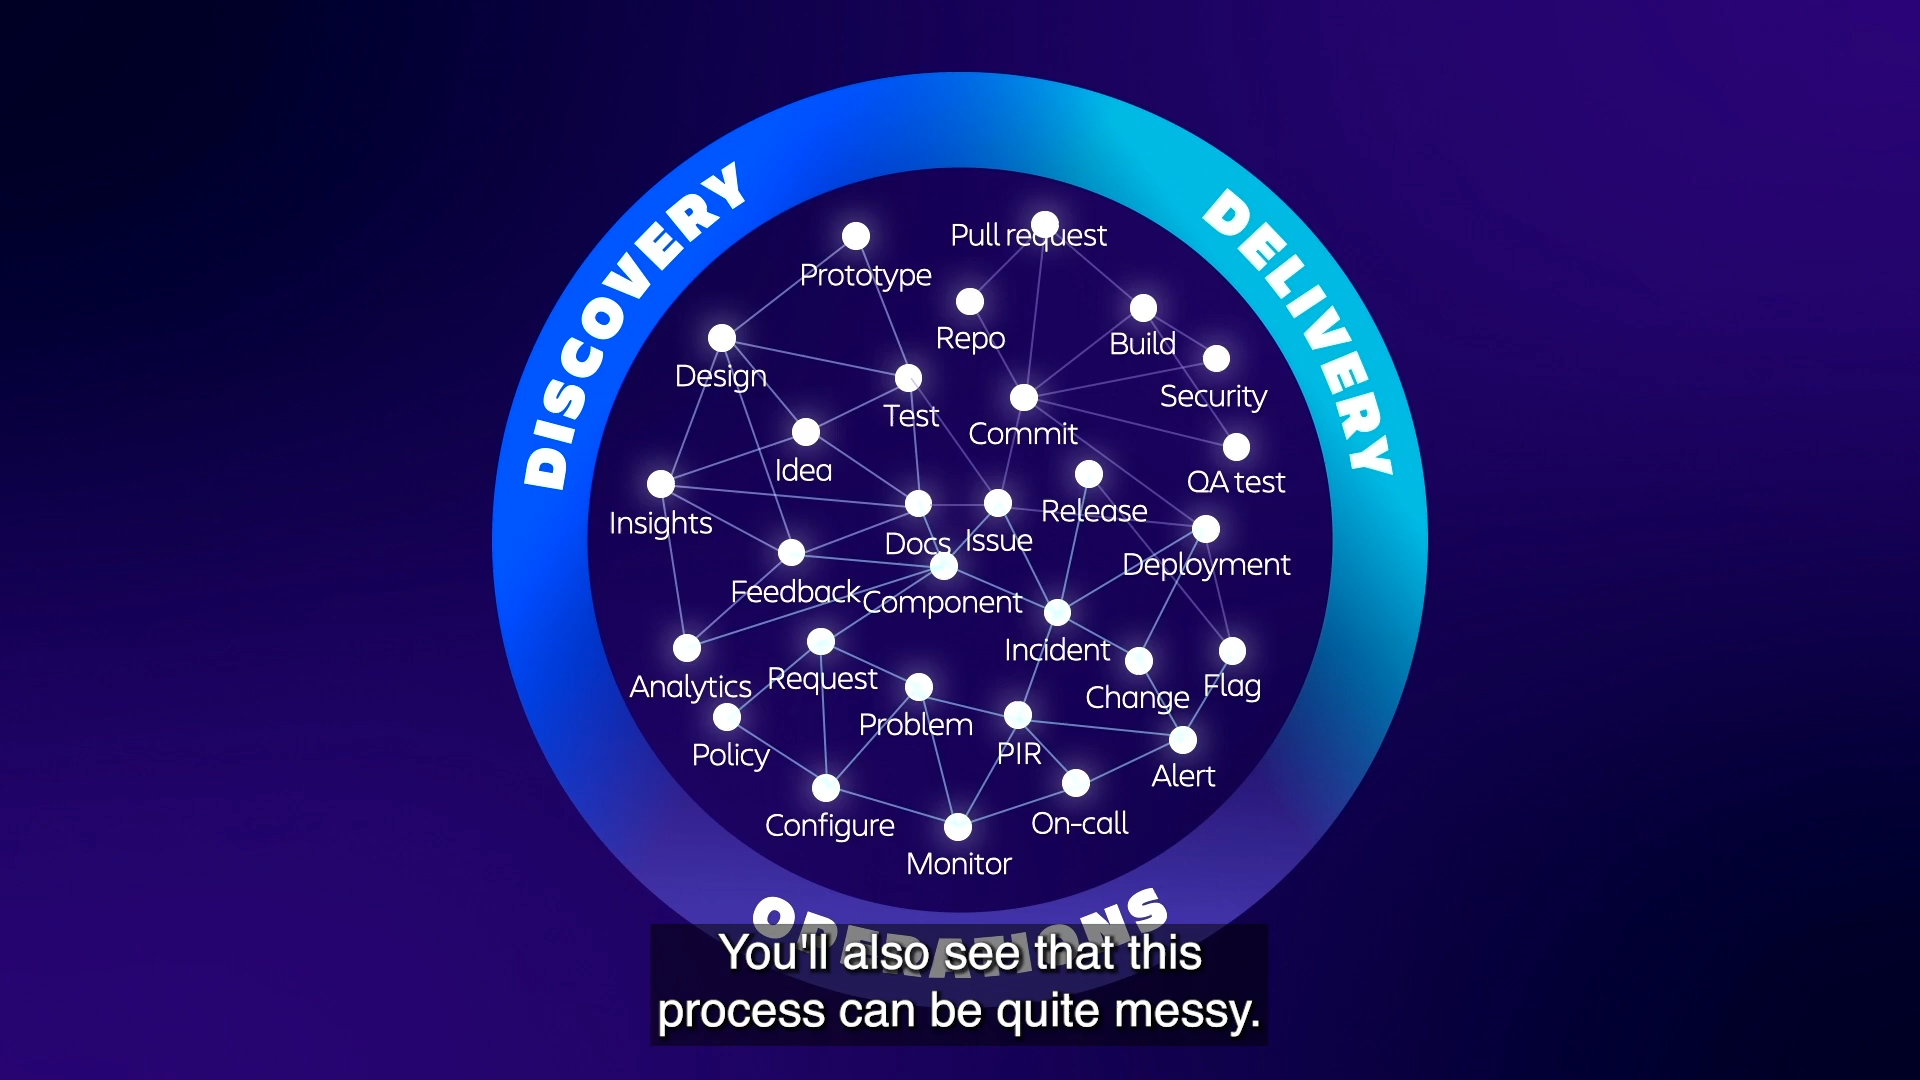 DISCOVERY
DELIVERY
Pull request
Prototype
Repo
Build
Design
Security
Test
Commit
Idea
QA test
Insights
Release
Docs
Issue
Deployment
Feedback
Component
Incident
Analytics
Request
Change
Flag
Problem
Policy
PIR
Alert
Configure
On-call
Monitor
OPERATIONS
You'll also see that this
process can be quite messy.